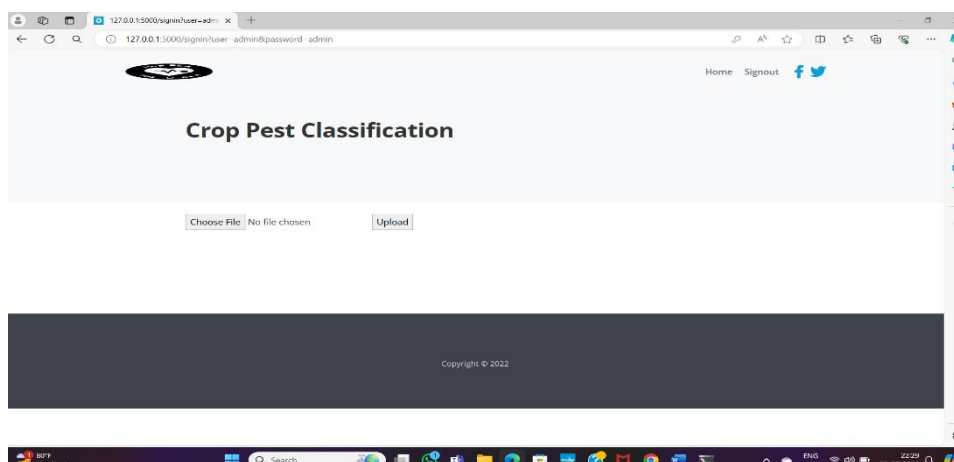 127.0.0.1:5000/signin?user=admi
127.0.0.1:5000/signin?user=admin&password=admin
Home Signout
Crop Pest Classification
Choose File No file chosen Upload
Copyright © 2022
80°F
Search
ENG
22:29